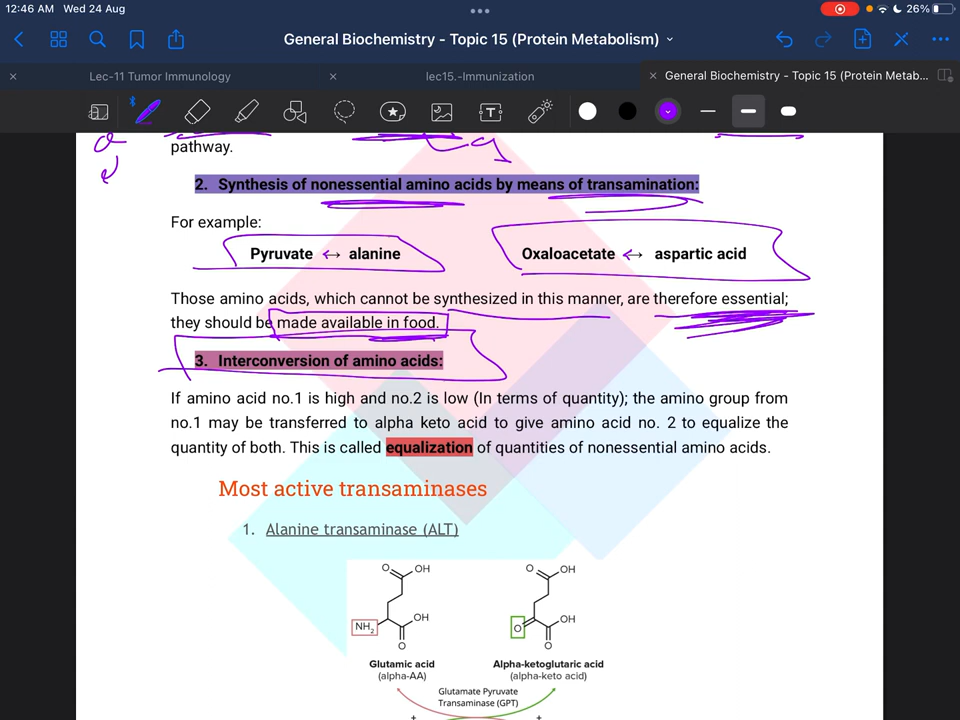 12:46 AM Wed 24 Aug
26%
General Biochemistry - Topic 15 (Protein Metabolism)
Lec-11 Tumor Immunology
lec15.-Immunization
General Biochemistry - Topic 15 (Protein Metab...
pathway.
2. Synthesis of nonessential amino acids by means of transamination:
For example:
Pyruvate ↔ alanine
Oxaloacetate ↔ aspartic acid
Those amino acids, which cannot be synthesized in this manner, are therefore essential;
they should be made available in food.
3. Interconversion of amino acids:
If amino acid no.1 is high and no.2 is low (In terms of quantity); the amino group from
no.1 may be transferred to alpha keto acid to give amino acid no. 2 to equalize the
quantity of both. This is called equalization of quantities of nonessential amino acids.
Most active transaminases
1. Alanine transaminase (ALT)
O OH O OH
OH OH
NH2 O
O O
Glutamic acid
(alpha-AA)
Alpha-ketoglutaric acid
(alpha-keto acid)
Glutamate Pyruvate
Transaminase (GPT)
+ +